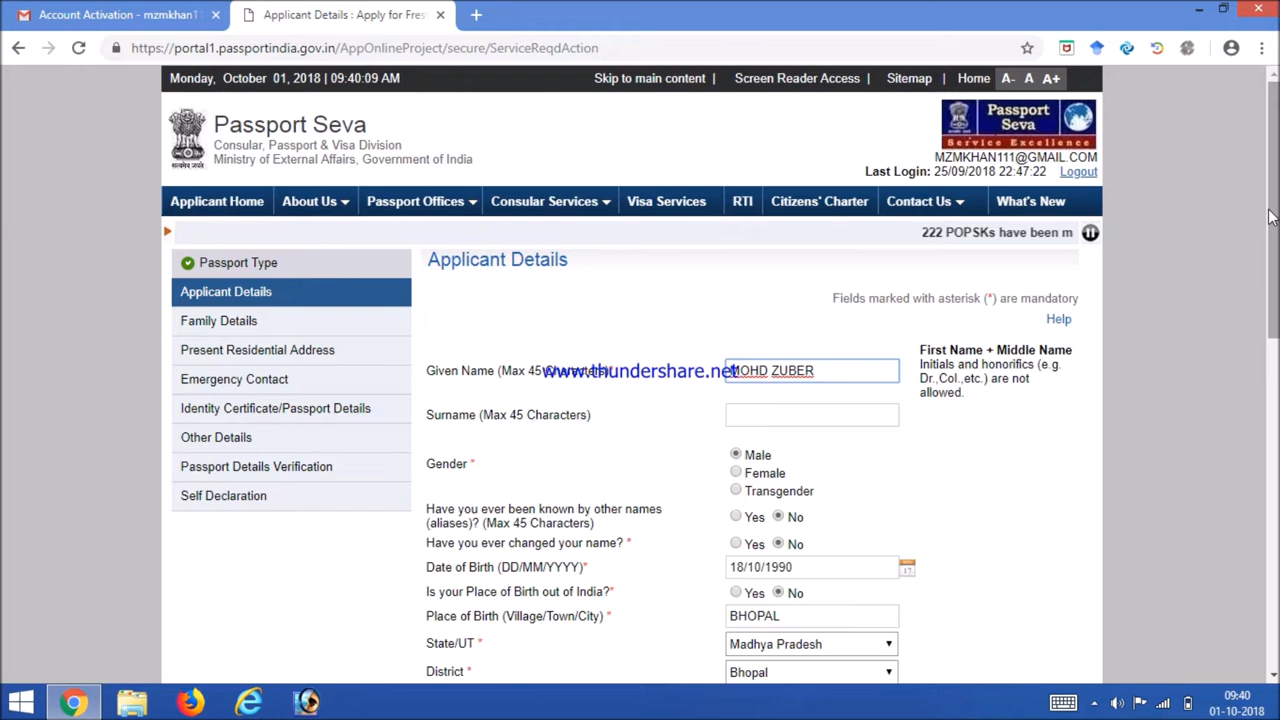 Account Activation - mzmkhan11
Applicant Details : Apply for Fres
https://portal1.passportindia.gov.in/AppOnlineProject/secure/ServiceReqdAction
Monday, October 01, 2018 | 09:40:09 AM
Skip to main content | Screen Reader Access | Sitemap | Home A- A A+
Passport Seva
Consular, Passport & Visa Division
Ministry of External Affairs, Government of India
सत्यमेव जयते
Passport
Seva
Service Excellence
MZMKHAN111@GMAIL.COM
Last Login: 25/09/2018 22:47:22 Logout
Applicant Home About Us Passport Offices Consular Services Visa Services RTI Citizens' Charter Contact Us What's New
222 POPSKs have been m
Passport Type
Applicant Details
Family Details
Present Residential Address
Emergency Contact
Identity Certificate/Passport Details
Other Details
Passport Details Verification
Self Declaration
Applicant Details
Fields marked with asterisk (*) are mandatory
Help
Given Name (Max 45 Characters) MOHD ZUBER
www.thundershare.net
First Name + Middle Name
Initials and honorifics (e.g.
Dr.,Col.,etc.) are not
allowed.
Surname (Max 45 Characters)
Gender *
Male
Female
Transgender
Have you ever been known by other names
(aliases)? (Max 45 Characters)
Yes No
Have you ever changed your name? * Yes No
Date of Birth (DD/MM/YYYY)* 18/10/1990
Is your Place of Birth out of India?* Yes No
Place of Birth (Village/Town/City) * BHOPAL
State/UT * Madhya Pradesh
District * Bhopal
09:40
01-10-2018